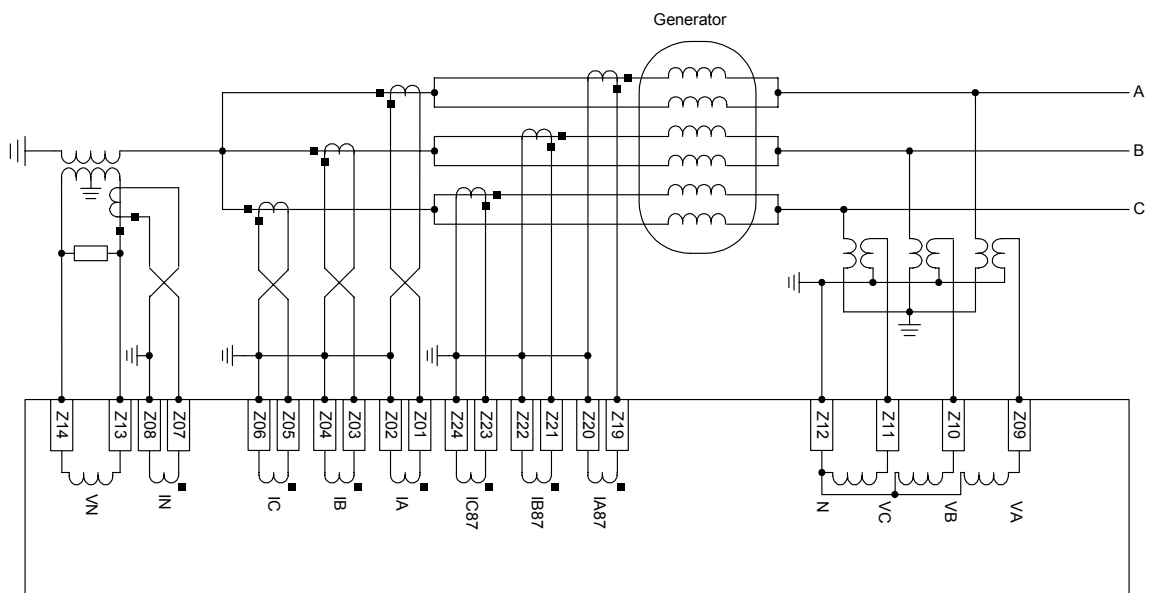 Generator
A
B
C
Z14
Z13
Z08
Z07
Z06
Z05
Z04
Z03
Z02
Z01
Z24
Z23
Z22
Z21
Z20
Z19
Z12
Z11
Z10
Z09
VN
IN
IC
IB
IA
IC87
IB87
IA87
N
VC
VB
VA